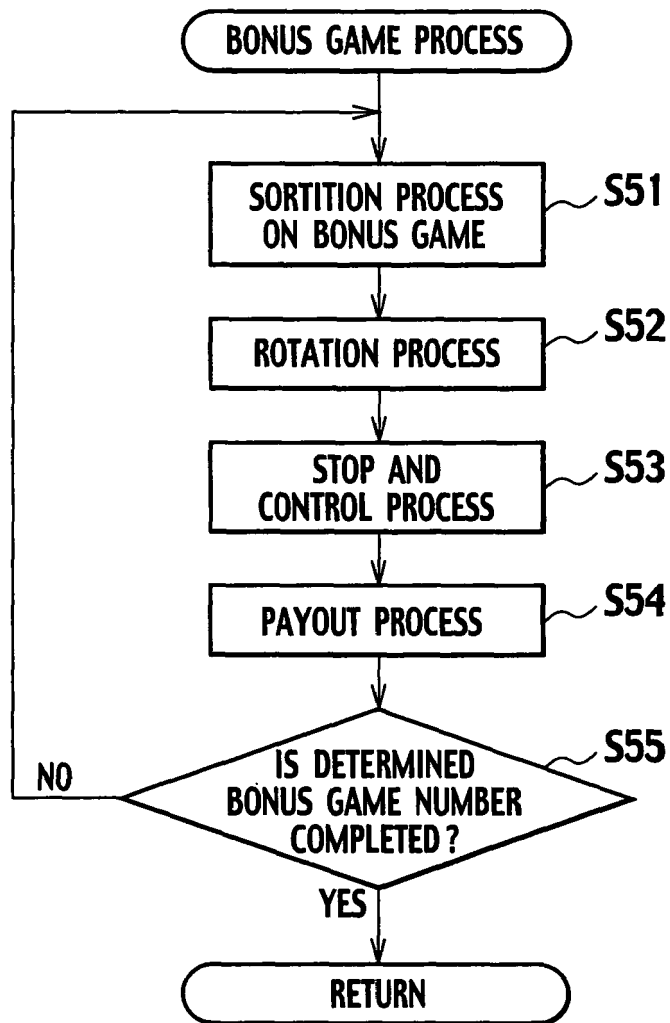 BONUS GAME PROCESS
SORTITION PROCESS
ON BONUS GAME
S51
ROTATION PROCESS
S52
STOP AND
CONTROL PROCESS
S53
PAYOUT PROCESS
S54
IS DETERMINED
BONUS GAME NUMBER
COMPLETED ?
S55
NO
YES
RETURN